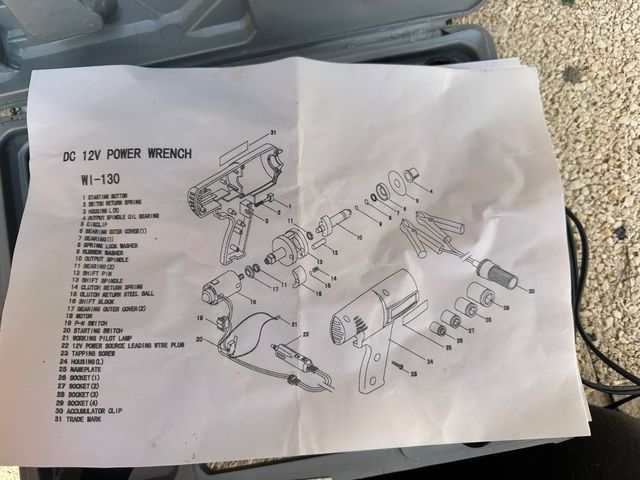 DC 12V POWER WRENCH
WI-130
1 STARTING BUTTON
2 SWITCH RETURN SPRING
3 HOUSING L(H)
4 OUTPUT SPINDLE OIL BEARING
5 CIRCLIP
6 BEARING OUTER COVER(1)
7 BEARING(1)
8 SPRING LOCK WASHER
9 RUBBER WASHER
10 OUTPUT SPINDLE
11 BEARING(2)
12 SHIFT PIN
13 SHIFT SPINDLE
14 CLUTCH RETURN SPRING
15 CLUTCH RETURN STEEL BALL
16 SHIFT BLOCK
17 BEARING OUTER COVER(2)
18 MOTOR
19 P-N SWITCH
20 STARTING SWITCH
21 WORKING PILOT LAMP
22 12V POWER SOURCE LEADING WTRE PLUG
23 TAPPING SCREW
24 HOUSING(L)
25 NAMEPLATE
26 SOCKET(1)
27 SOCKET(2)
28 SOCKET(3)
29 SOCKET(4)
30 ACCUMULATOR CLIP
31 TRADE MARK